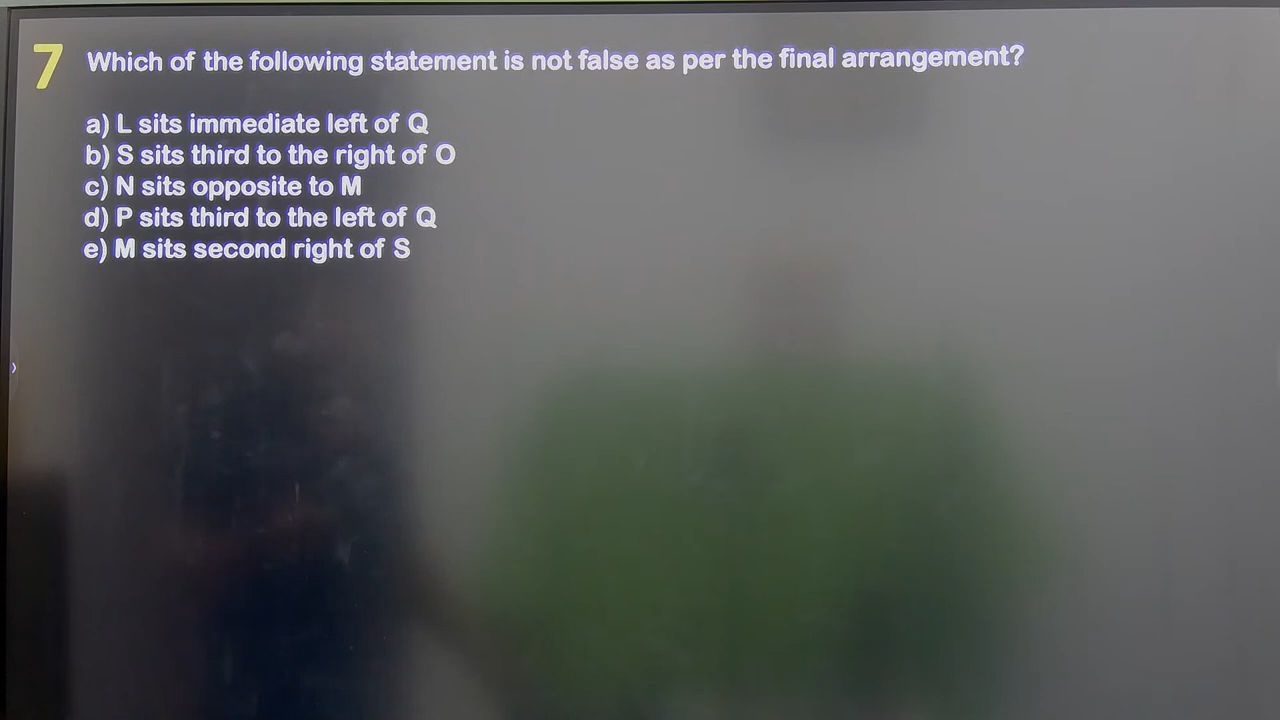 7 Which of the following statement is not false as per the final arrangement?
a) L sits immediate left of Q
b) S sits third to the right of O
c) N sits opposite to M
d) P sits third to the left of Q
e) M sits second right of S